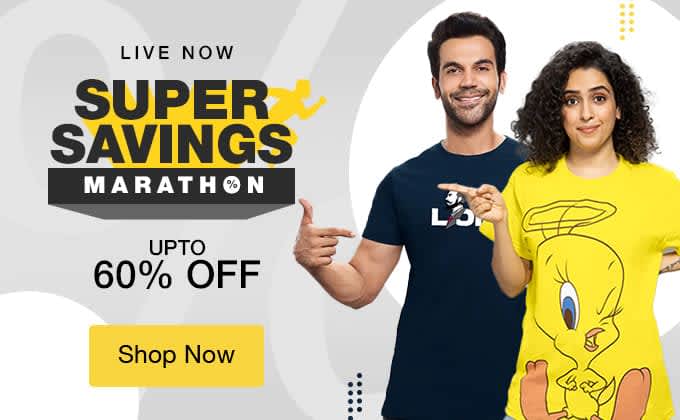 LIVE NOW
SUPER
SAVINGS
MARATHON
UPTO
60% OFF
Shop Now